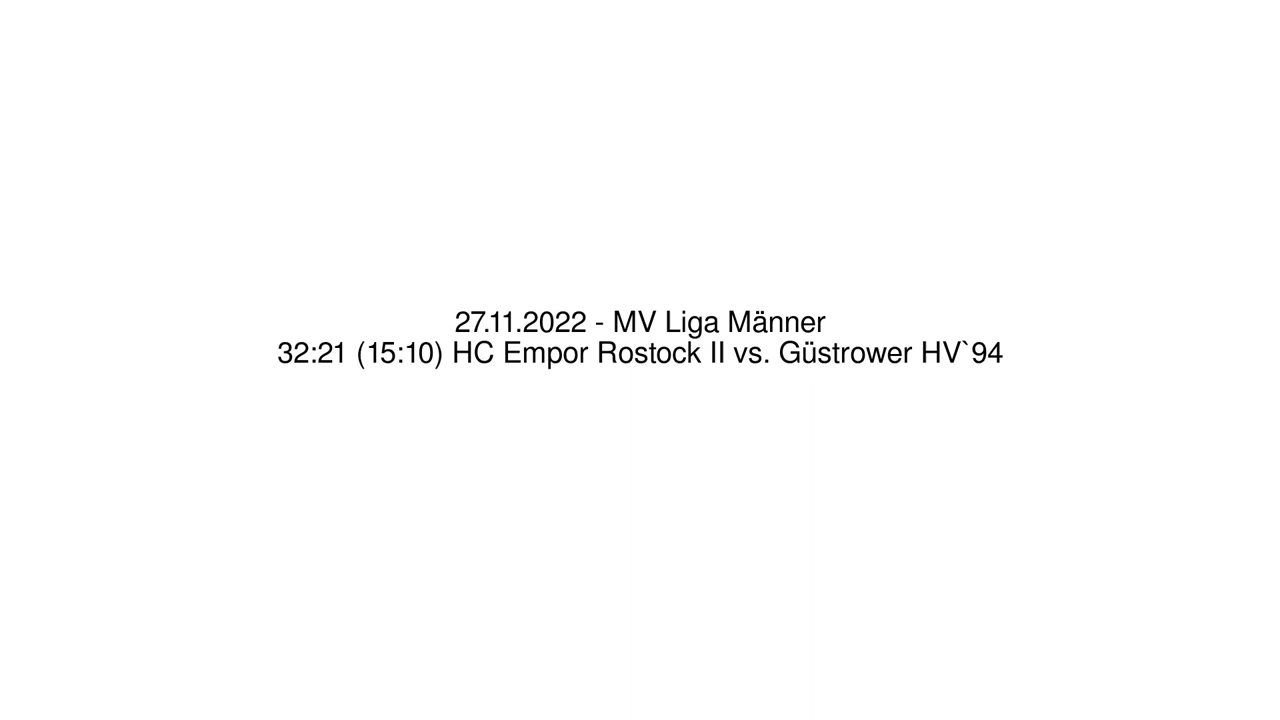 27.11.2022 - MV Liga Männer
32:21 (15:10) HC Empor Rostock II vs. Güstrower HV`94